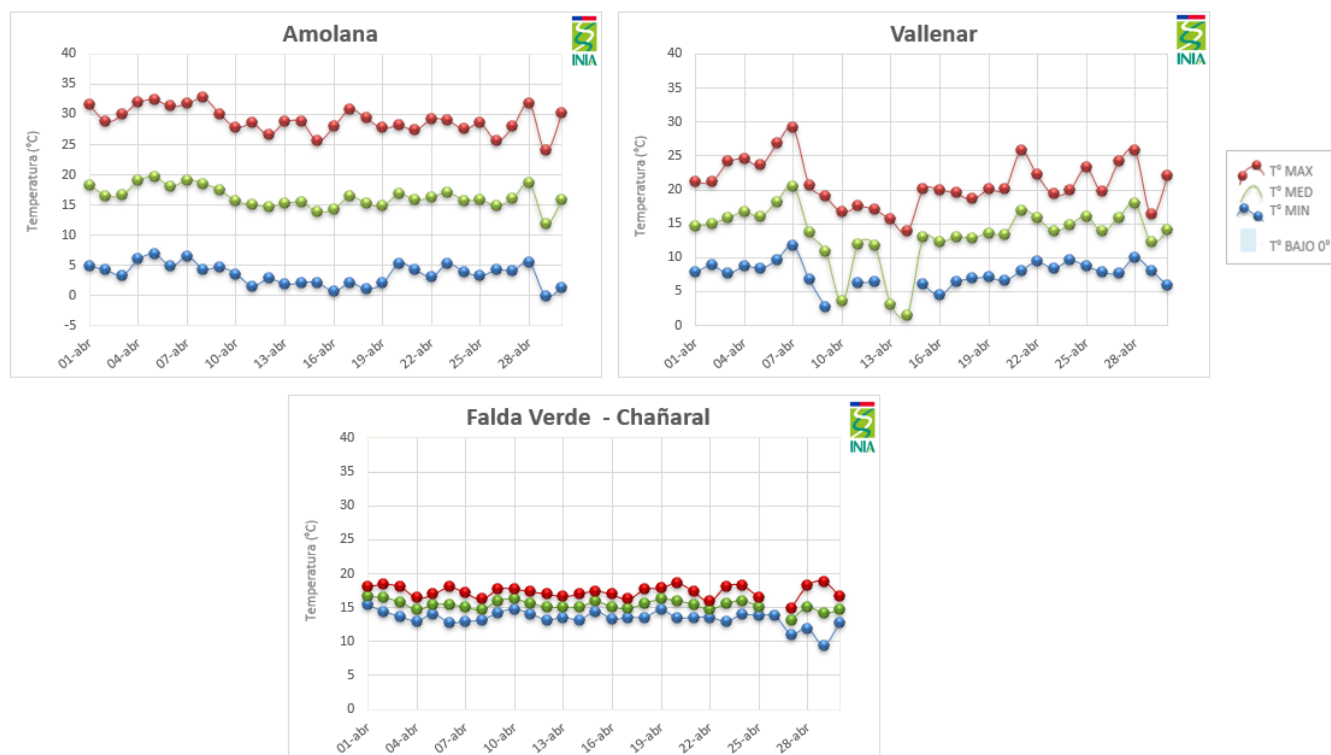 Amolana
INIA
Temperatura (°C)
40
35
30
25
20
15
10
5
0
-5
01-abr
04-abr
07-abr
10-abr
13-abr
16-abr
19-abr
22-abr
25-abr
28-abr
Vallenar
INIA
Temperatura (°C)
40
35
30
25
20
15
10
5
0
01-abr
04-abr
07-abr
10-abr
13-abr
16-abr
19-abr
22-abr
25-abr
28-abr
T° MAX
T° MED
T° MIN
T° BAJO 0°
Falda Verde - Chañaral
INIA
Temperatura (°C)
40
35
30
25
20
15
10
5
0
01-abr
04-abr
07-abr
10-abr
13-abr
16-abr
19-abr
22-abr
25-abr
28-abr